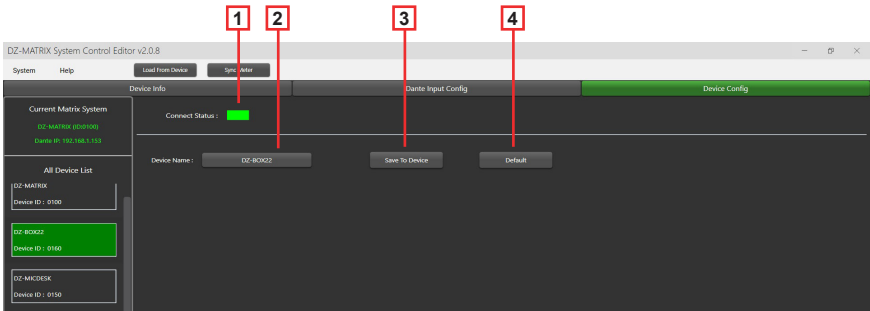 1 2 3 4
DZ-MATRIX System Control Editor v2.0.8
System Help Load From Device Sync Meter
Device Info Dante Input Config Device Config
Current Matrix System
DZ-MATRIX (ID:0100)
Dante IP: 192.168.1.153
Connect Status :
Device Name : DZ-BOX22 Save To Device Default
All Device List
DZ-MATRIX
Device ID : 0100
DZ-BOX22
Device ID : 0160
DZ-MICDESK
Device ID : 0150